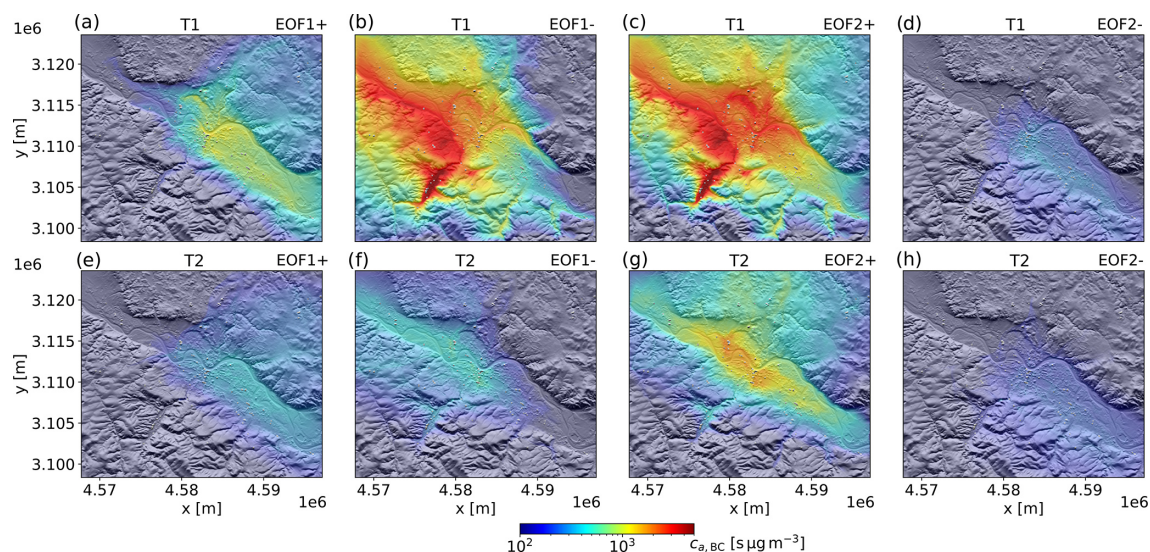 (a) T1 EOF1+ (b) T1 EOF1- (c) T1 EOF2+ (d) T1 EOF2-
1e6
3.120
3.115
3.110
3.105
3.100
y [m]
(e) T2 EOF1+ (f) T2 EOF1- (g) T2 EOF2+ (h) T2 EOF2-
1e6
3.120
3.115
3.110
3.105
3.100
y [m]
4.57 4.58 4.59 4.57 4.58 4.59 4.57 4.58 4.59 4.57 4.58 4.59
x [m] 1e6 x [m] 1e6 x [m] 1e6 x [m] 1e6
10² 10³ c_{a,BC} [s μg m⁻³]